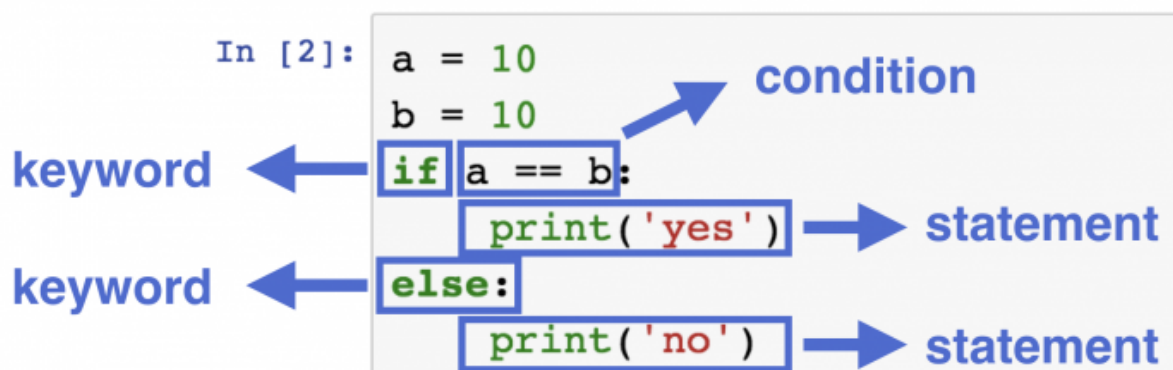 In [2]: a = 10
condition
b = 10
keyword if a == b:
print('yes') statement
keyword else:
print('no') statement